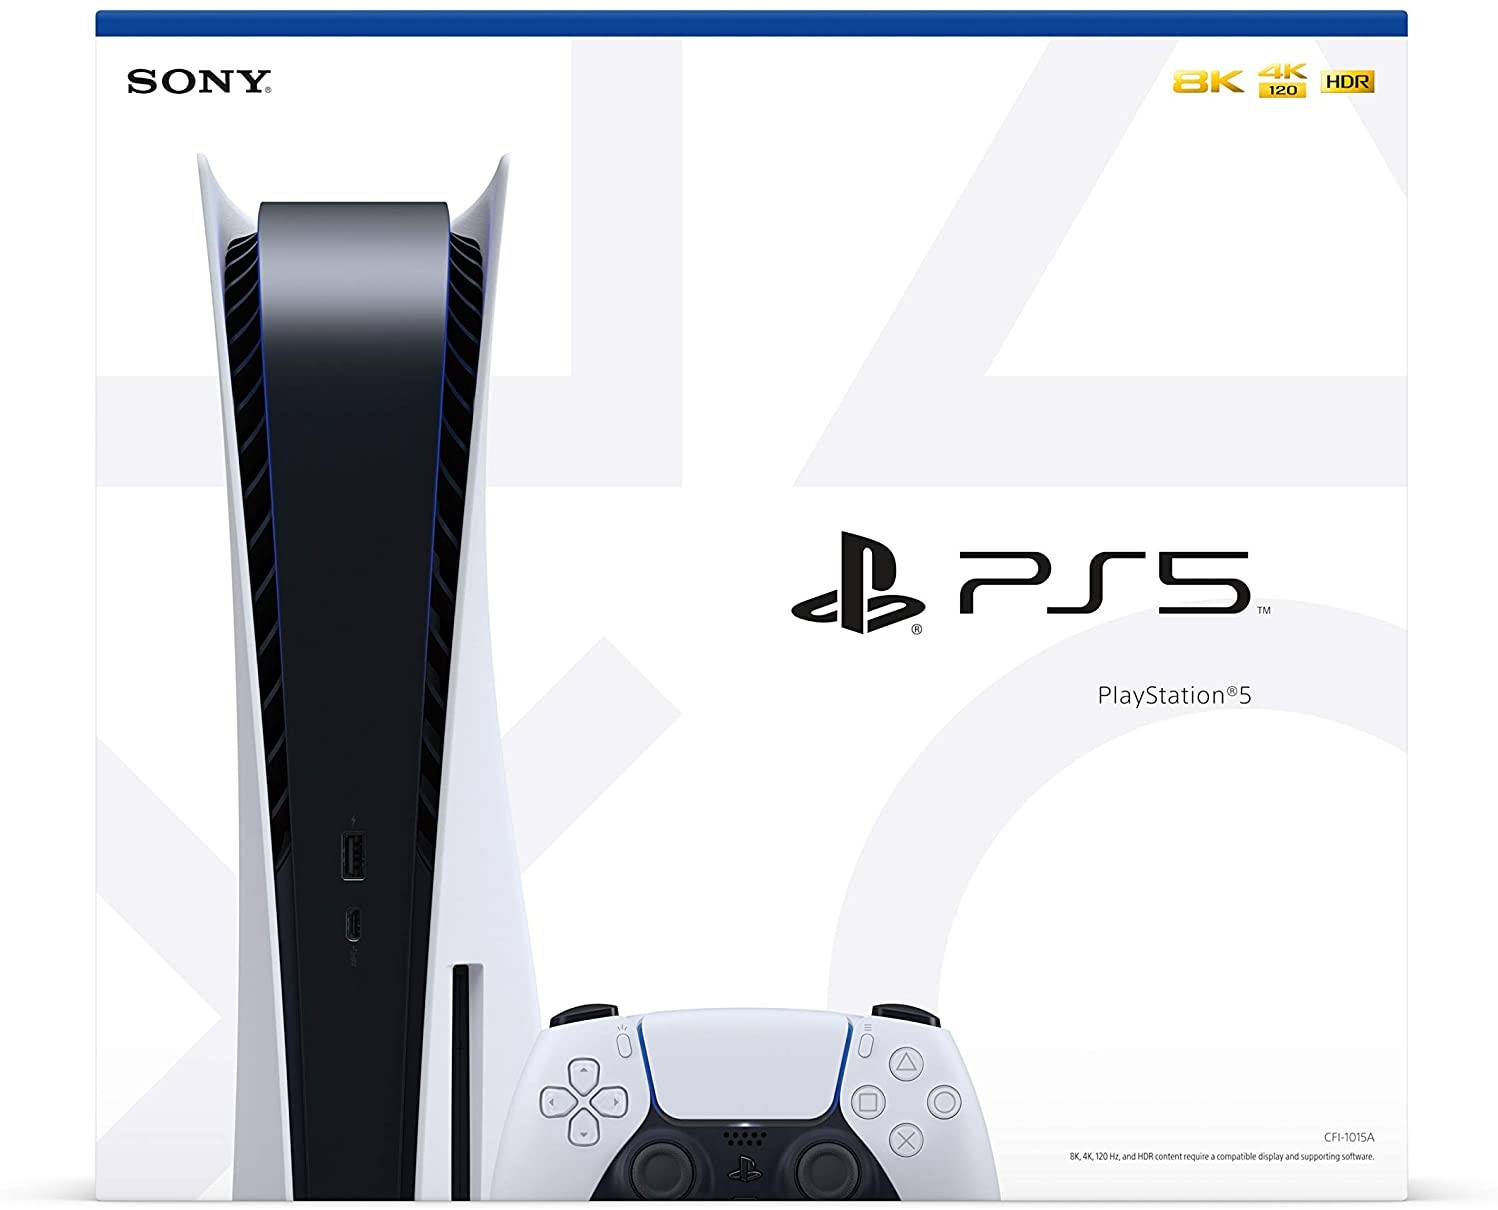 SONY®
8K 4K 120 HDR
PS5™
PlayStation®5
CFI-1015A
8K, 4K, 120 Hz, and HDR content require a compatible display and supporting software.